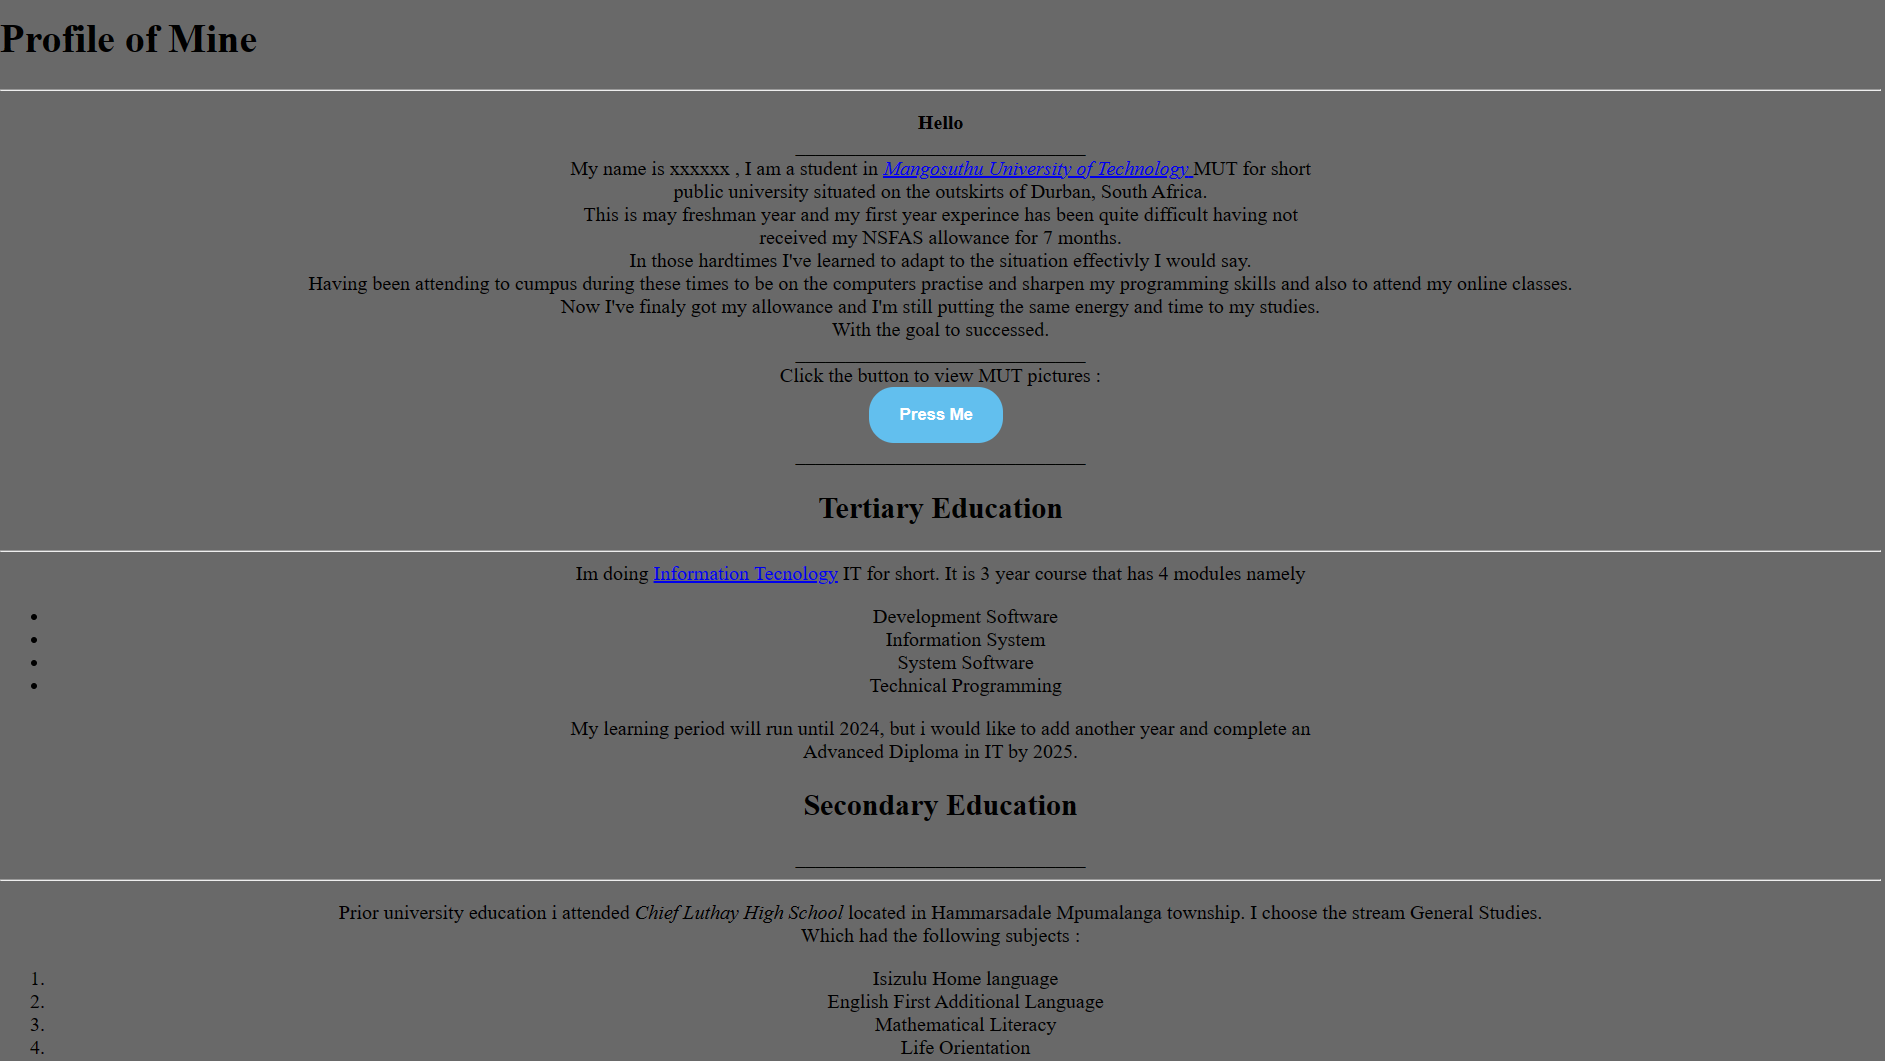 Profile of Mine
Hello
My name is xxxxxx , I am a student in Mangosuthu University of Technology MUT for short
public university situated on the outskirts of Durban, South Africa.
This is may freshman year and my first year experince has been quite difficult having not
received my NSFAS allowance for 7 months.
In those hardtimes I've learned to adapt to the situation effectivly I would say.
Having been attending to cumpus during these times to be on the computers practise and sharpen my programming skills and also to attend my online classes.
Now I've finaly got my allowance and I'm still putting the same energy and time to my studies.
With the goal to successed.
Click the button to view MUT pictures :
Press Me
Tertiary Education
Im doing Information Tecnology IT for short. It is 3 year course that has 4 modules namely
• Development Software
• Information System
• System Software
• Technical Programming
My learning period will run until 2024, but i would like to add another year and complete an
Advanced Diploma in IT by 2025.
Secondary Education
Prior university education i attended Chief Luthay High School located in Hammarsadale Mpumalanga township. I choose the stream General Studies.
Which had the following subjects :
1. Isizulu Home language
2. English First Additional Language
3. Mathematical Literacy
4. Life Orientation